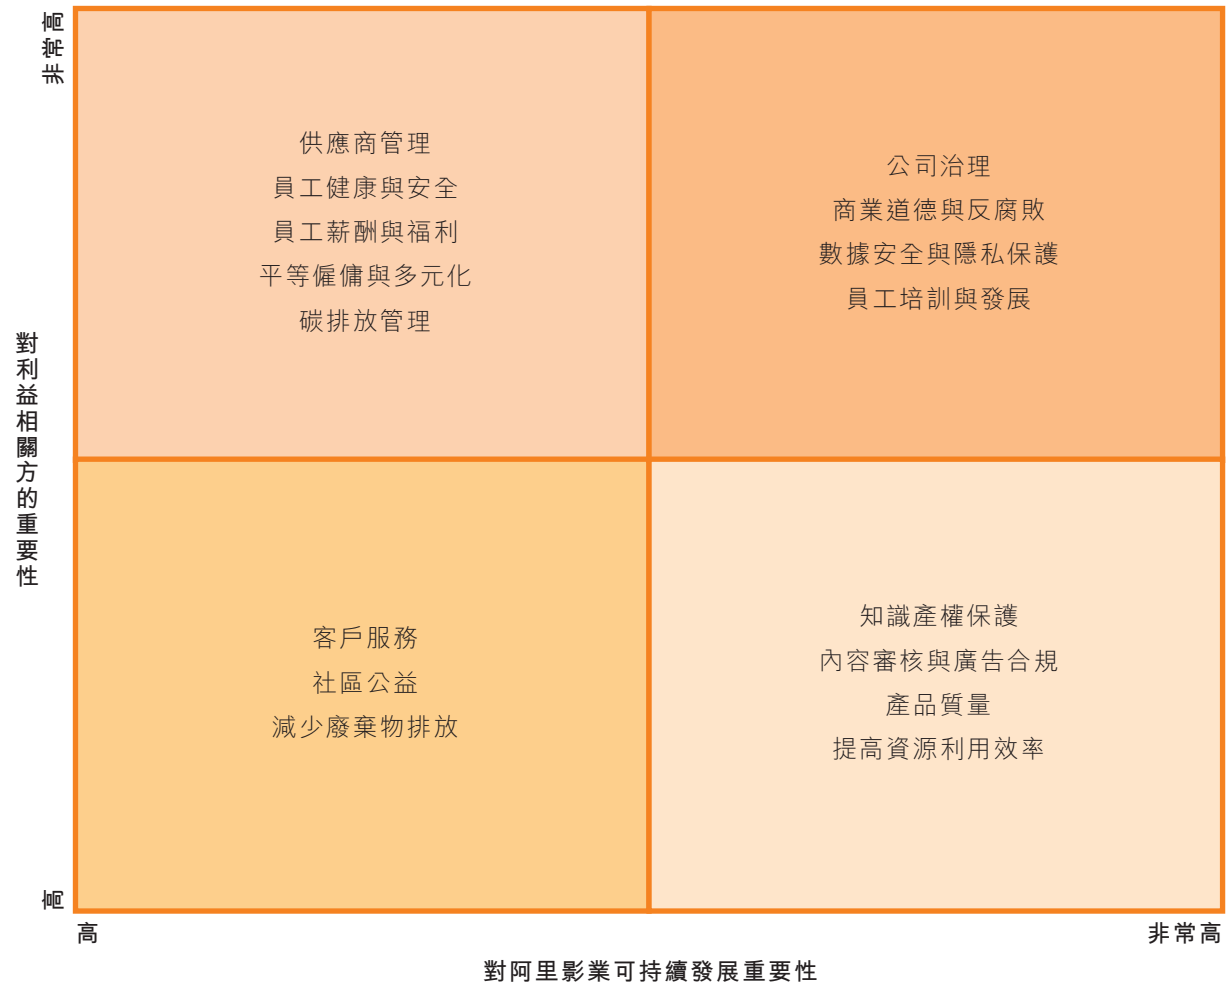 非常高
對利益相關方的重要性
高
供應商管理
員工健康與安全
員工薪酬與福利
平等僱傭與多元化
碳排放管理
公司治理
商業道德與反腐敗
數據安全與隱私保護
員工培訓與發展
客戶服務
社區公益
減少廢棄物排放
知識產權保護
內容審核與廣告合規
產品質量
提高資源利用效率
高
非常高
對阿里影業可持續發展重要性